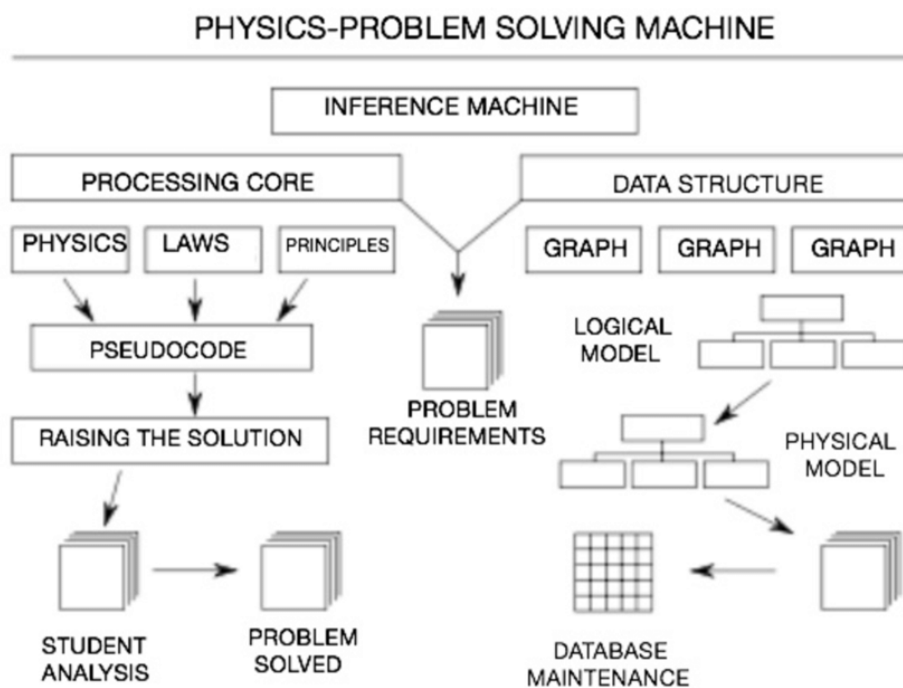 PHYSICS-PROBLEM SOLVING MACHINE
INFERENCE MACHINE
PROCESSING CORE
DATA STRUCTURE
PHYSICS
LAWS
PRINCIPLES
GRAPH
GRAPH
GRAPH
PSEUDOCODE
LOGICAL
MODEL
RAISING THE SOLUTION
PROBLEM
REQUIREMENTS
PHYSICAL
MODEL
STUDENT
ANALYSIS
PROBLEM
SOLVED
DATABASE
MAINTENANCE